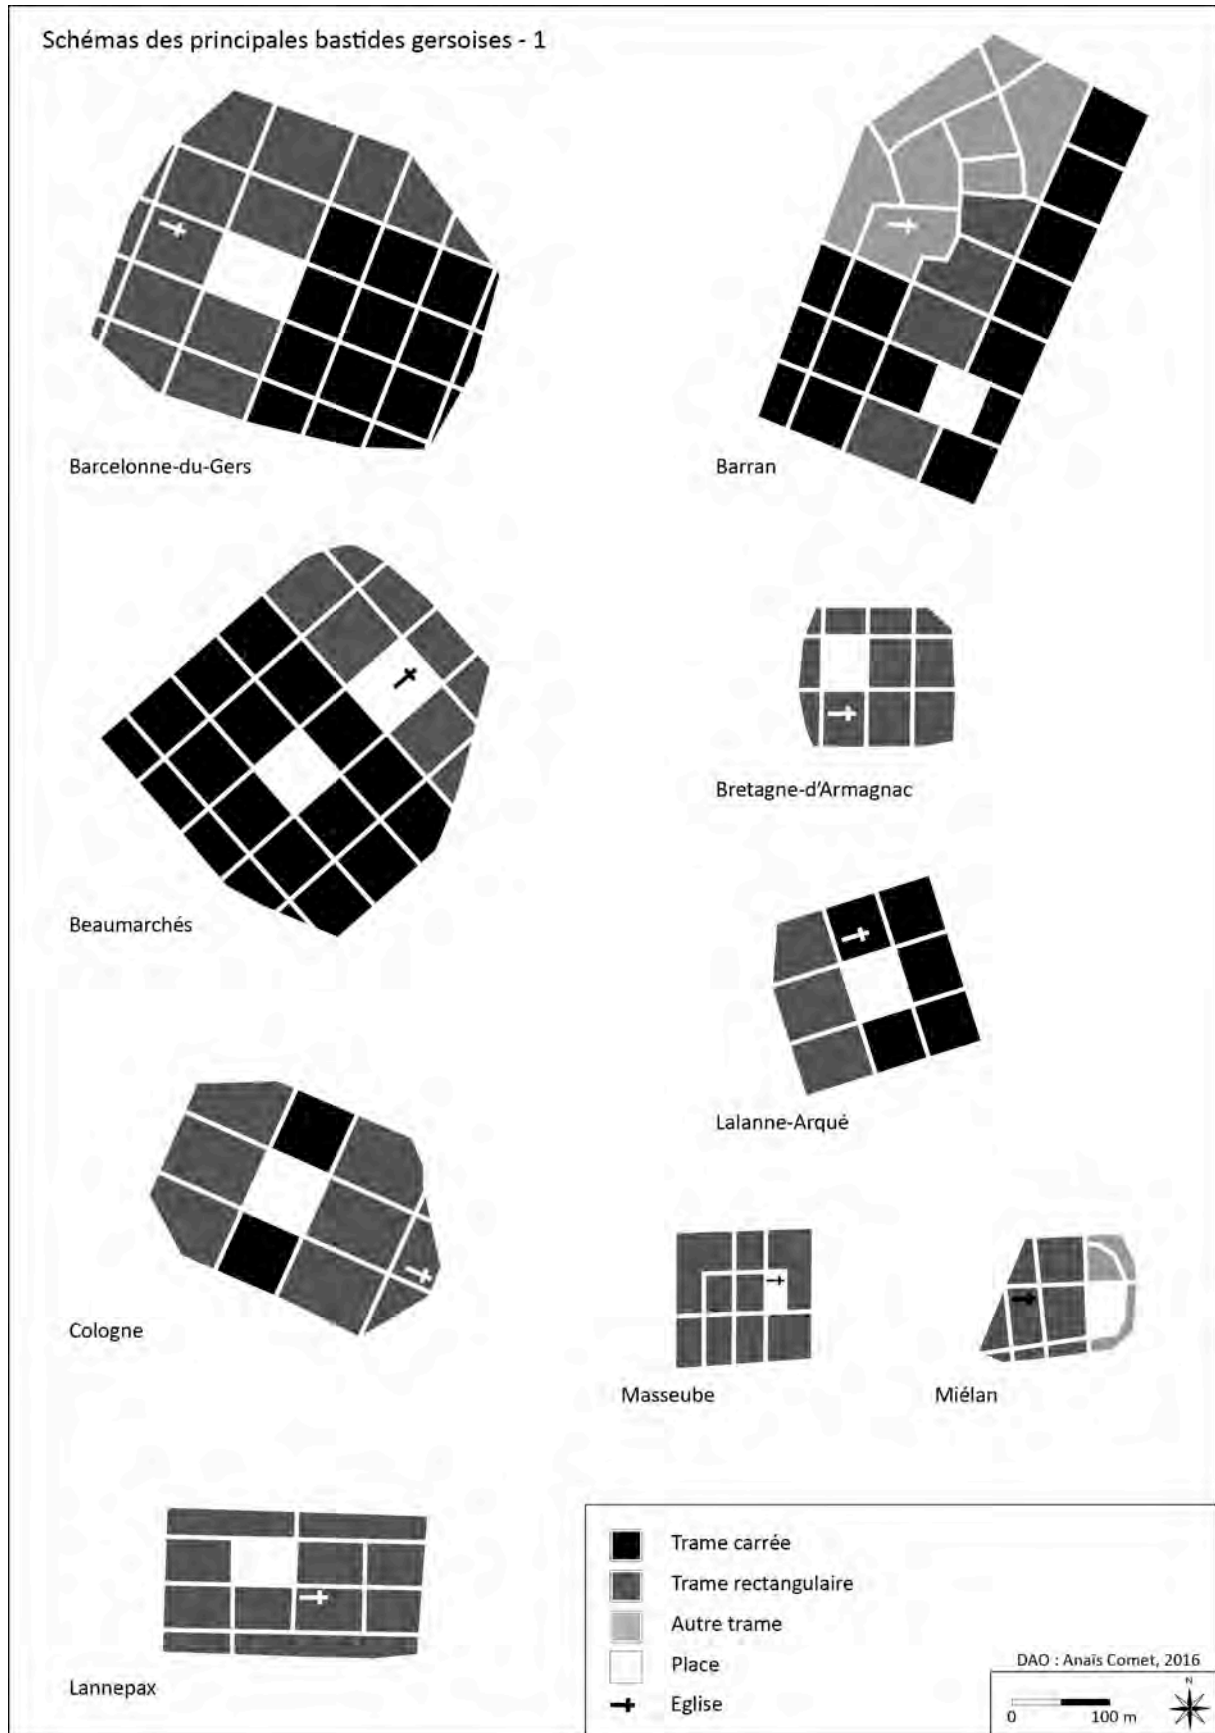 Schémas des principales bastides gersoises - 1
Barcelonne-du-Gers
Barran
Beaumarchés
Bretagne-d'Armagnac
Lalanne-Arqué
Cologne
Masseube
Miélan
Lannepax
Trame carrée
Trame rectangulaire
Autre trame
Place
Eglise
DAO : Anaïs Comet, 2016
N
0 100 m